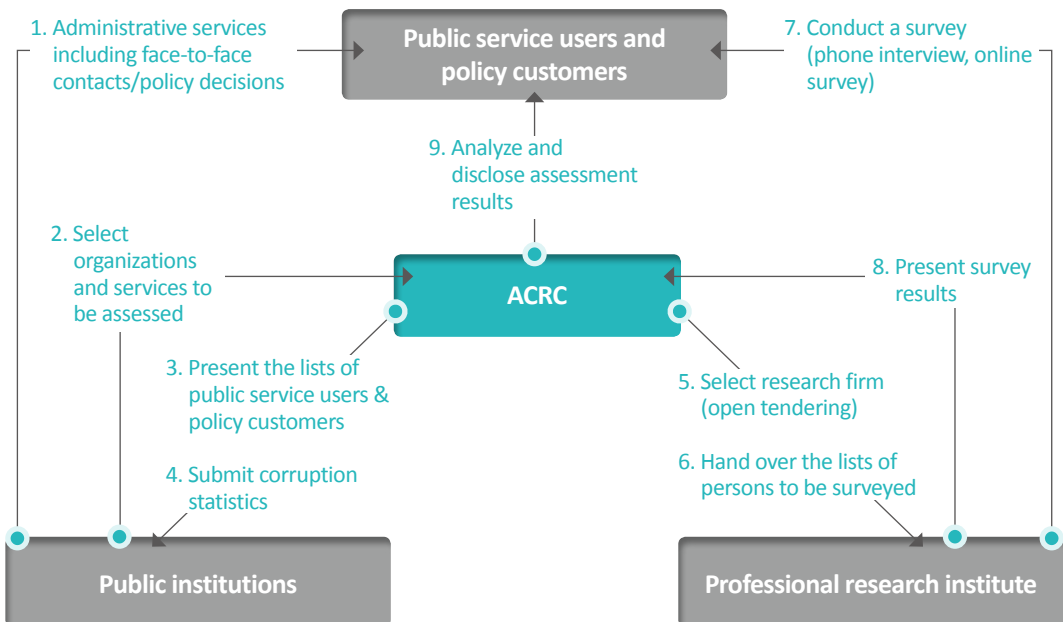 1. Administrative services
including face-to-face
contacts/policy decisions
Public service users and
policy customers
7. Conduct a survey
(phone interview, online
survey)
9. Analyze and
disclose assessment
results
2. Select
organizations
and services to
be assessed
ACRC
8. Present survey
results
3. Present the lists of
public service users &
policy customers
5. Select research firm
(open tendering)
4. Submit corruption
statistics
6. Hand over the lists of
persons to be surveyed
Public institutions
Professional research institute